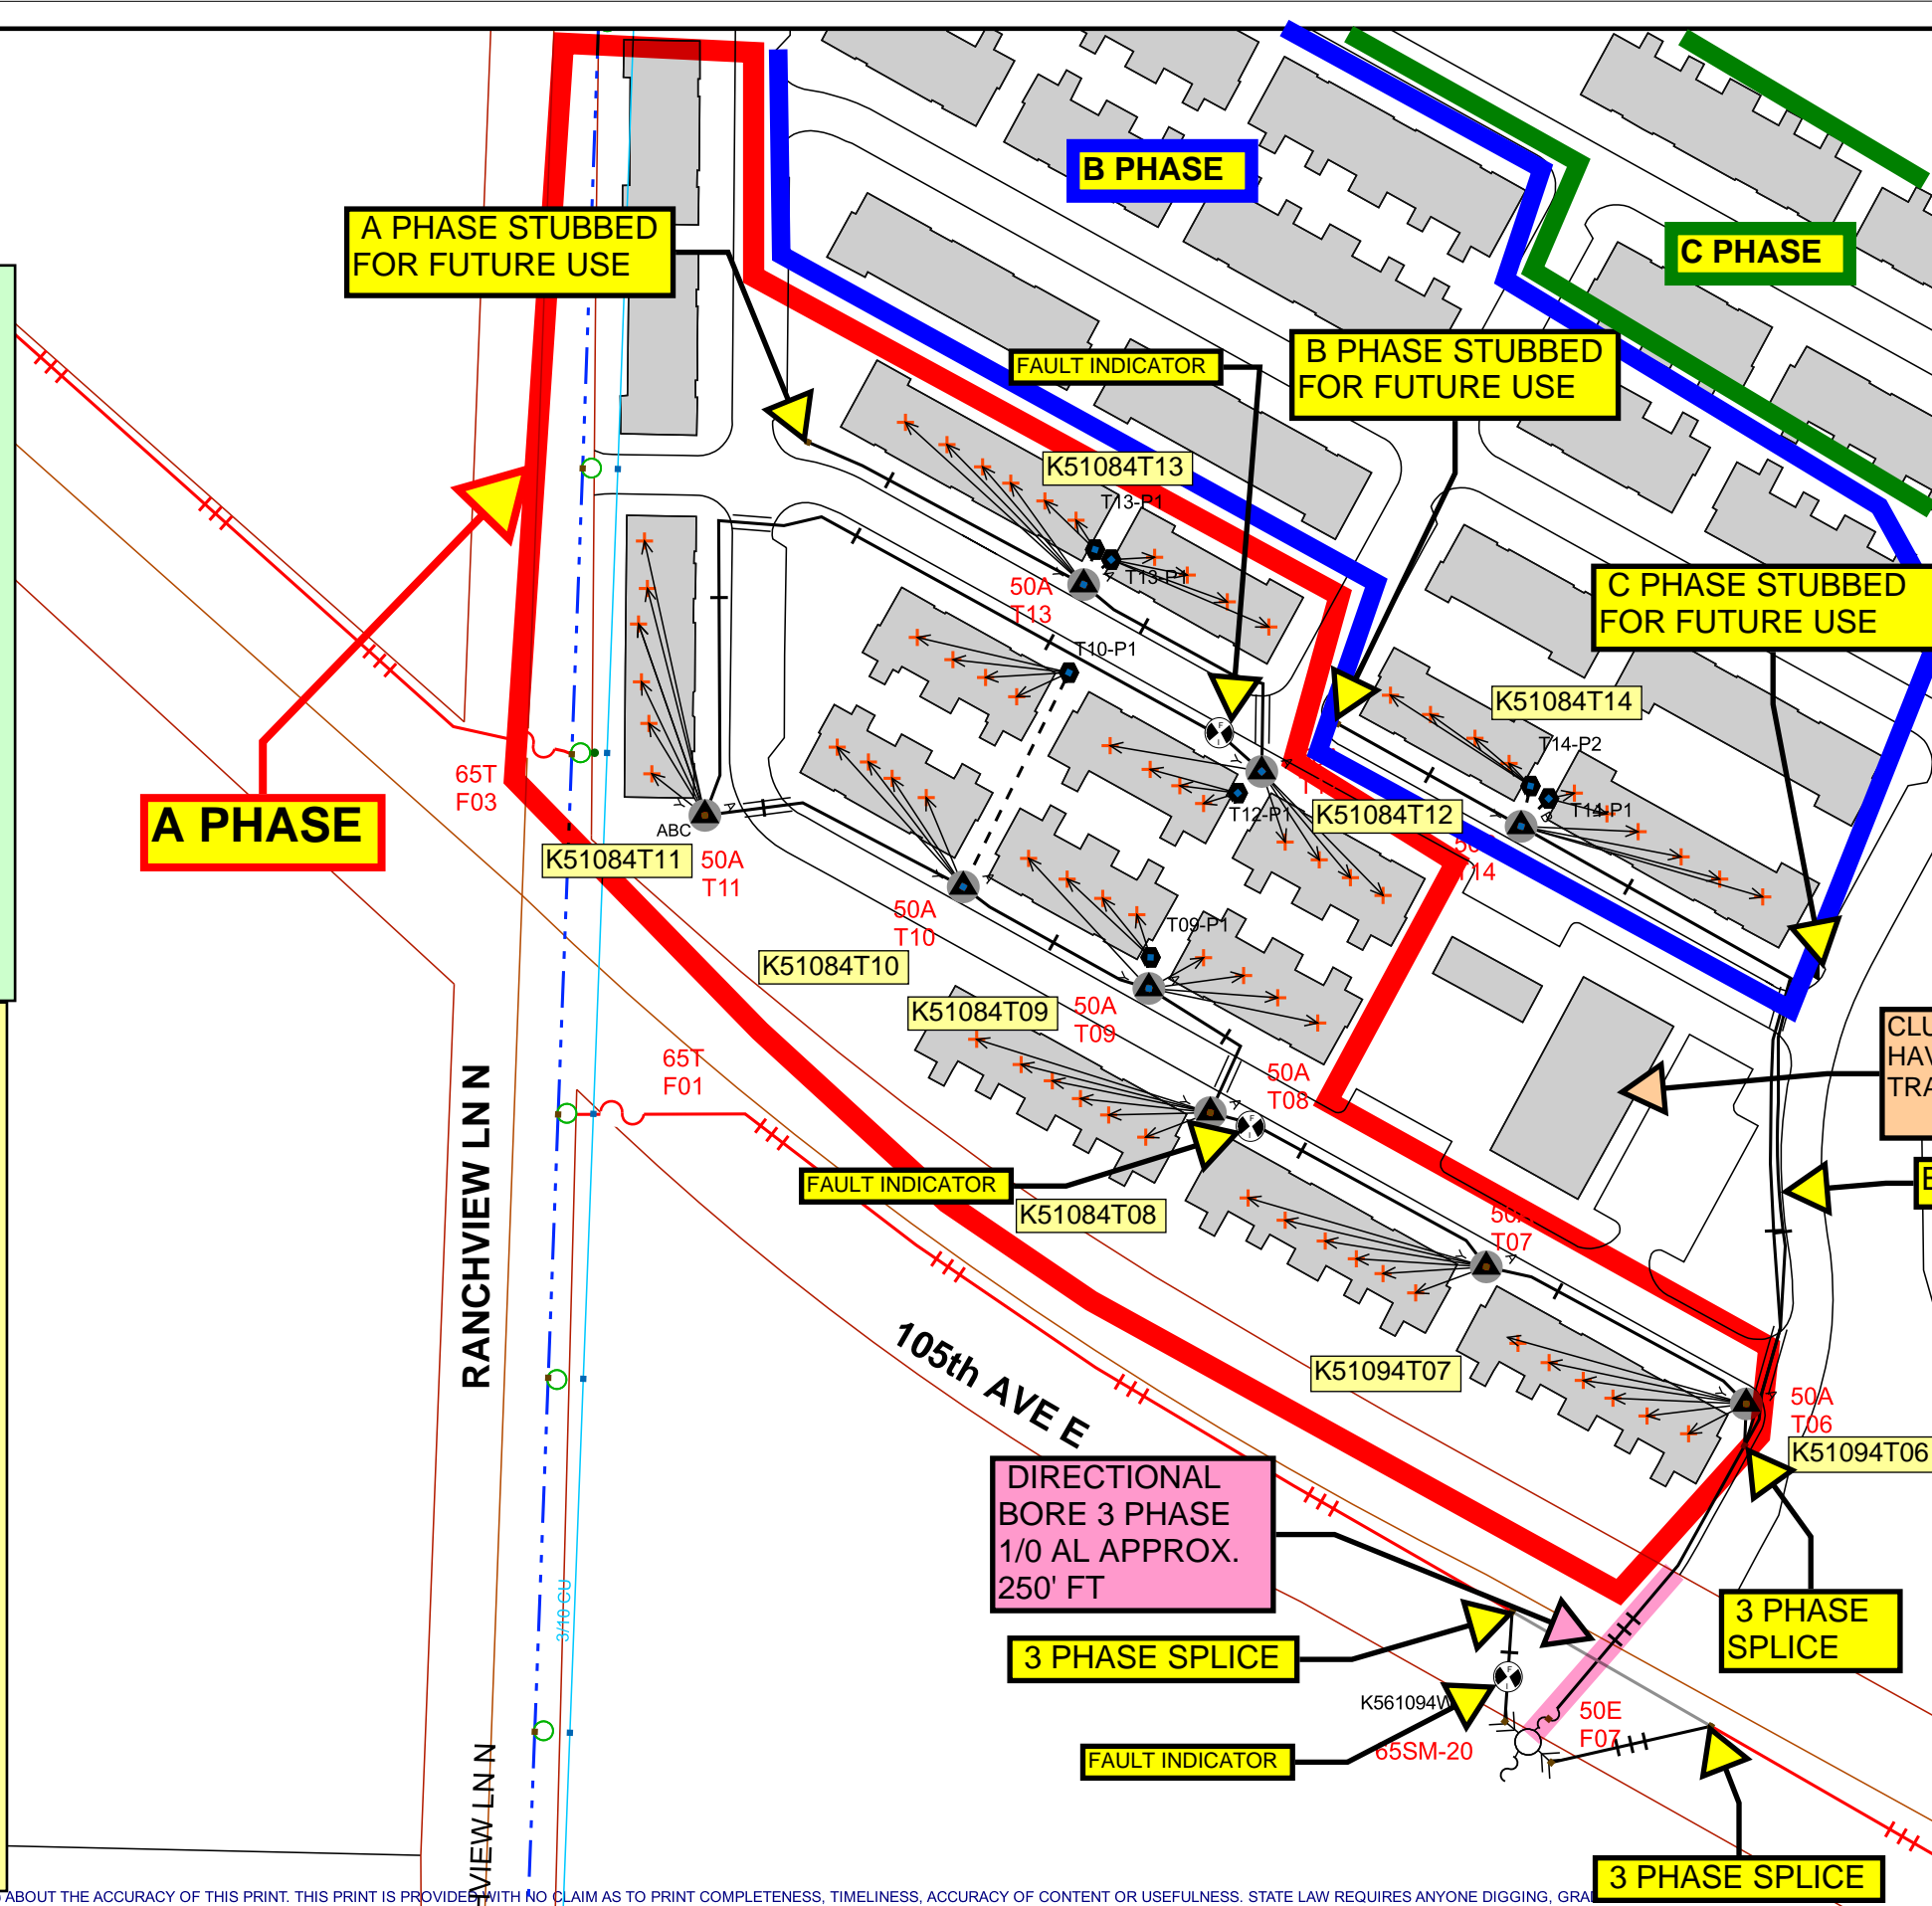 B PHASE
C PHASE
A PHASE STUBBED
FOR FUTURE USE
FAULT INDICATOR
B PHASE STUBBED
FOR FUTURE USE
K51084T13
T13-P1
T13-P1
50A
T13
C PHASE STUBBED
FOR FUTURE USE
T10-P1
K51084T14
T14-P2
T14-P1
65T
F03
A PHASE
ABC
K51084T11
50A
T11
T12-P1
K51084T12
T14
50A
T10
T09-P1
K51084T10
K51084T09
50A
T09
65T
F01
50A
T08
FAULT INDICATOR
K51084T08
T07
RANCHVIEW LN N
105th AVE E
K51094T07
50A
T06
K51094T06
DIRECTIONAL
BORE 3 PHASE
1/0 AL APPROX.
250' FT
3 PHASE
SPLICE
3 PHASE SPLICE
K561094W
50E
F07
65SM-20
FAULT INDICATOR
3/10 CU
VIEW LN N
3 PHASE SPLICE
ABOUT THE ACCURACY OF THIS PRINT. THIS PRINT IS PROVIDED WITH NO CLAIM AS TO PRINT COMPLETENESS, TIMELINESS, ACCURACY OF CONTENT OR USEFULNESS. STATE LAW REQUIRES ANYONE DIGGING,